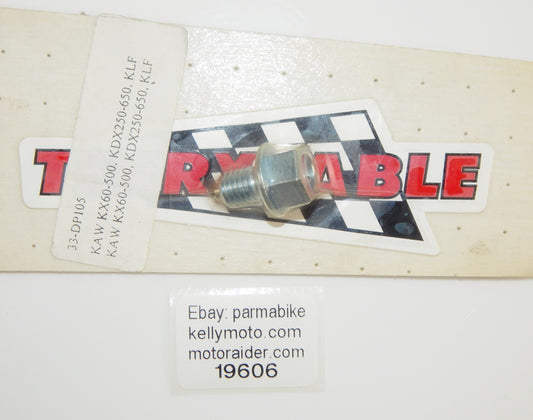 33-DP105
KAW KX60-500, KDX250-650, KLF
KAW KX60-500, KDX250-650, KLF
Ebay: parmabike
kellymoto.com
motoraider.com
19606